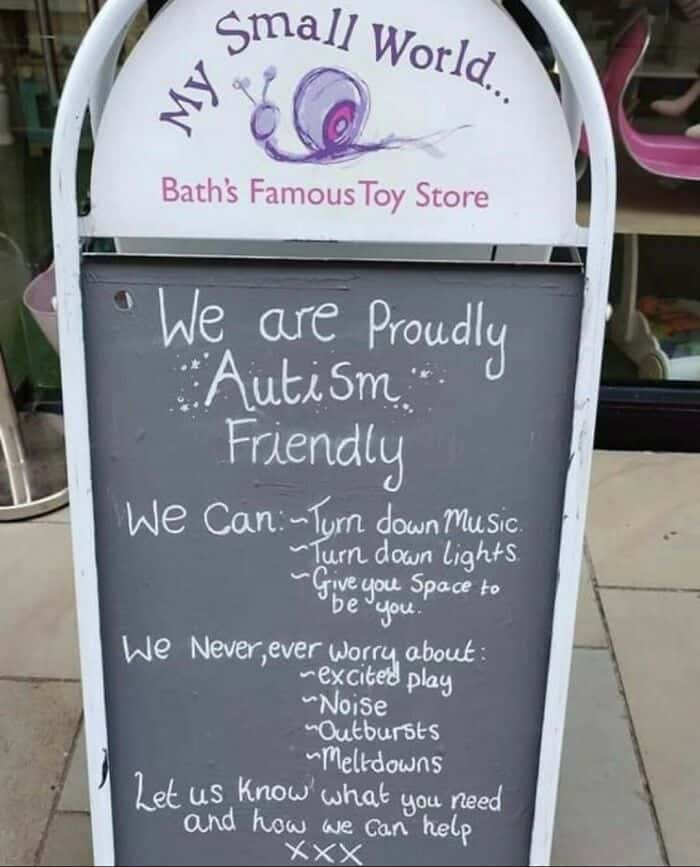 My Small World...
Bath's Famous Toy Store
We are Proudly
Autism
Friendly
We Can: ~Turn down Music.
~Turn down lights.
~Give you Space to
be you.
We Never, ever worry about:
~excited play
~Noise
~Outbursts
~Meltdowns
Let us know what you need
and how we can help
xxx